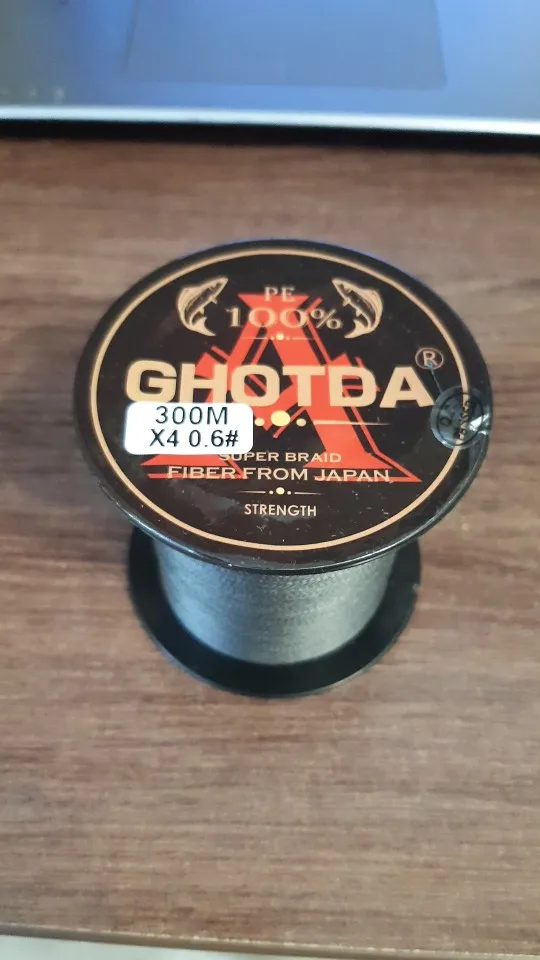 PE
100%
GHOTDA®
300M
X4 0.6#
SUPER BRAID
FIBER FROM JAPAN
STRENGTH